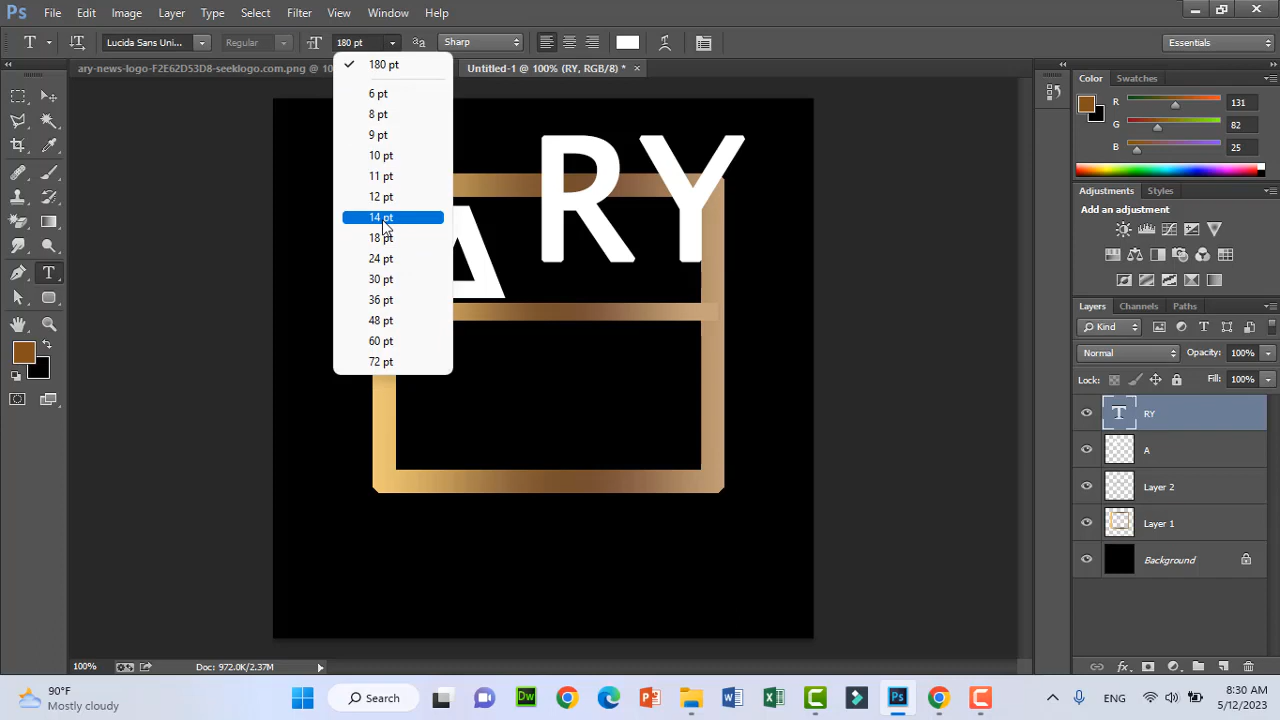 Ps File Edit Image Layer Type Select Filter View Window Help
T Lucida Sans Uni... Regular 180 pt aa Sharp Essentials
ary-news-logo-F2E62D53D8-seeklogo.com.png @ 10 Untitled-1 @ 100% (RY, RGB/8) * ×
180 pt
6 pt
8 pt
9 pt
10 pt
11 pt
12 pt
14 pt
18 pt
24 pt
30 pt
36 pt
48 pt
60 pt
72 pt
A RY
Color Swatches
R 131
G 82
B 25
Adjustments Styles
Add an adjustment
Layers Channels Paths
Kind
Normal Opacity: 100%
Lock: Fill: 100%
T RY
A
Layer 2
Layer 1
Background
100% Doc: 972.0K/2.37M
90°F
Mostly cloudy
Search
Dw
Ps
ENG
4:30 AM
5/12/2023